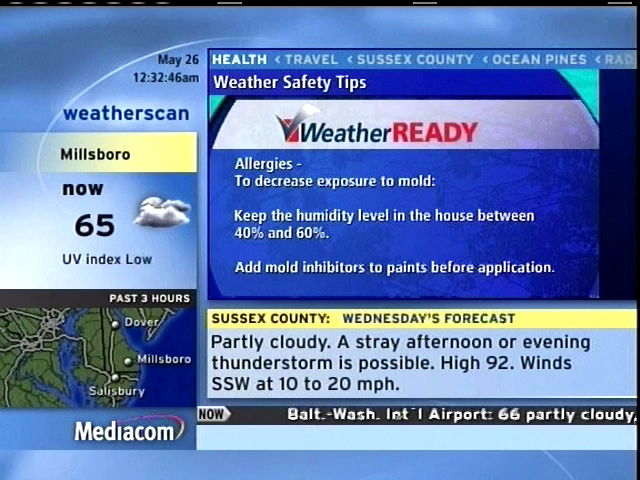 May 26
12:32:46am
HEALTH < TRAVEL < SUSSEX COUNTY < OCEAN PINES < RAD
Weather Safety Tips
weatherscan
WeatherREADY
Millsboro
now
65
UV index Low
Allergies -
To decrease exposure to mold:
Keep the humidity level in the house between
40% and 60%.
Add mold inhibitors to paints before application.
PAST 3 HOURS
Dover
Millsboro
Salisbury
SUSSEX COUNTY: WEDNESDAY'S FORECAST
Partly cloudy. A stray afternoon or evening
thunderstorm is possible. High 92. Winds
SSW at 10 to 20 mph.
NOW
Balt.-Wash. Int'l Airport: 66 partly cloudy,
Mediacom